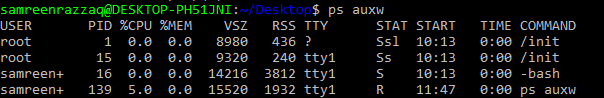 samreenrazzaq@DESKTOP-PH51JNI:~/Desktop$ ps auxw
USER       PID %CPU %MEM    VSZ   RSS TTY      STAT START   TIME COMMAND
root         1  0.0  0.0   8980   436 ?        Ssl  10:13   0:00 /init
root        15  0.0  0.0   9320   240 tty1     Ss   10:13   0:00 /init
samreen+    16  0.0  0.0  14216  3812 tty1     S    10:13   0:00 -bash
samreen+   139  5.0  0.0  15520  1932 tty1     R    11:47   0:00 ps auxw